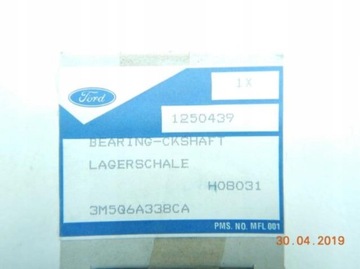 Ford
1X
1250439
BEARING-CKSHAFT
LAGERSCHALE
H08031
3M5Q6A338CA
PMS. NO. MFL 001
30.04.2019